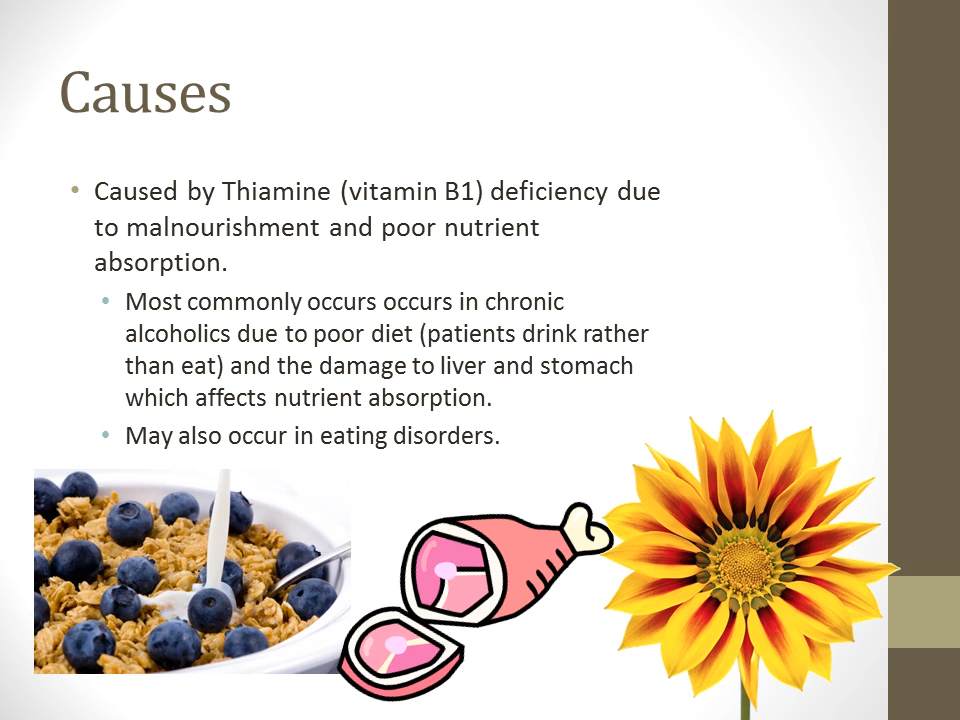 Causes
• Caused by Thiamine (vitamin B1) deficiency due
to malnourishment and poor nutrient
absorption.
• Most commonly occurs occurs in chronic
alcoholics due to poor diet (patients drink rather
than eat) and the damage to liver and stomach
which affects nutrient absorption.
• May also occur in eating disorders.